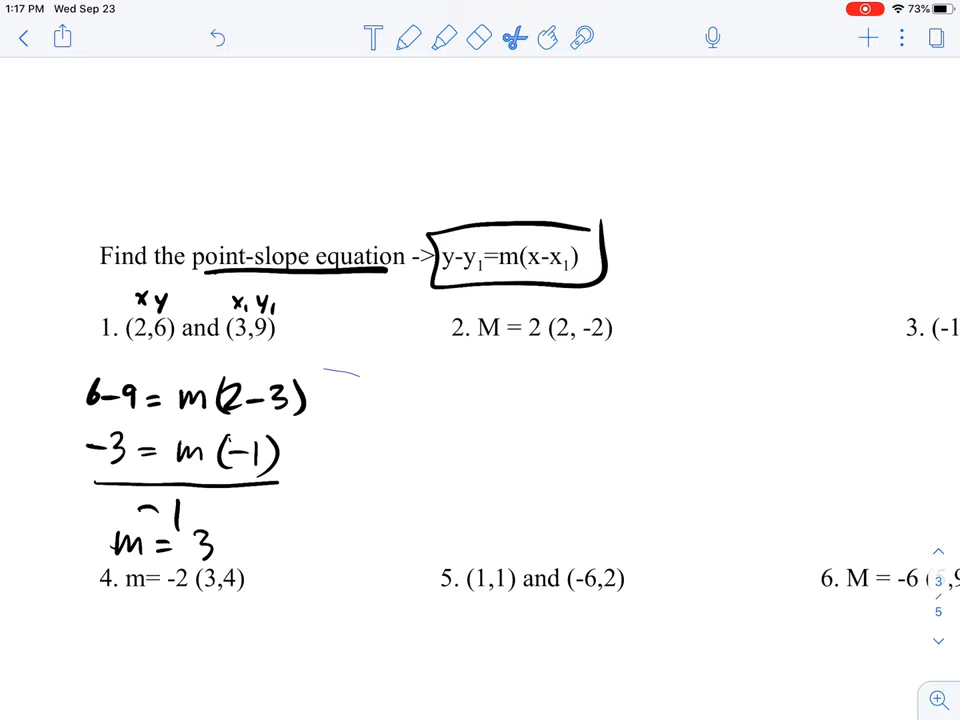 1:17 PM Wed Sep 23 73%
T
Find the point-slope equation -> y-y₁=m(x-x₁)
x y x₁ y₁
1. (2,6) and (3,9) 2. M = 2 (2, -2) 3. (-1
6-9 = m(2-3)
-3 = m(-1)
-1
m = 3
4. m= -2 (3,4) 5. (1,1) and (-6,2) 6. M = -6 (5,9
3
/
5